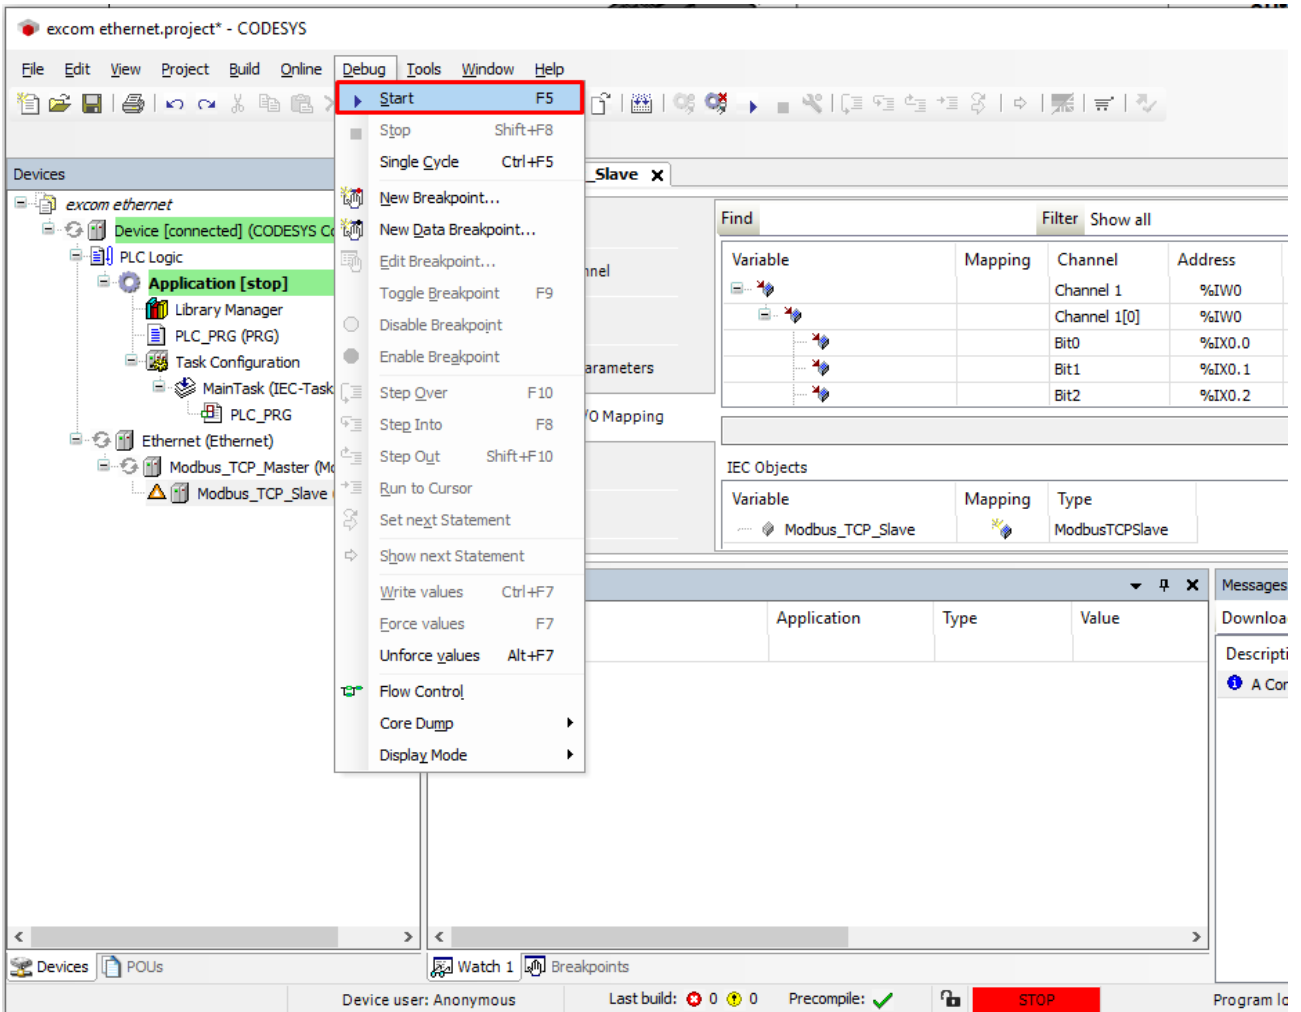 excom ethernet.project* - CODESYS
File Edit View Project Build Online Debug Tools Window Help
Start F5
Stop Shift+F8
Single Cycle Ctrl+F5
New Breakpoint...
New Data Breakpoint...
Edit Breakpoint...
Toggle Breakpoint F9
Disable Breakpoint
Enable Breakpoint
Step Over F10
Step Into F8
Step Out Shift+F10
Run to Cursor
Set next Statement
Show next Statement
Write values Ctrl+F7
Force values F7
Unforce values Alt+F7
Flow Control
Core Dump
Display Mode
Devices
excom ethernet
Device [connected] (CODESYS Co
PLC Logic
Application [stop]
Library Manager
PLC_PRG (PRG)
Task Configuration
MainTask (IEC-Task
PLC_PRG
Ethernet (Ethernet)
Modbus_TCP_Master (Mo
Modbus_TCP_Slave
_Slave
nnel
arameters
/O Mapping
Find Filter Show all
Variable Mapping Channel Address
Channel 1 %IW0
Channel 1[0] %IW0
Bit0 %IX0.0
Bit1 %IX0.1
Bit2 %IX0.2
IEC Objects
Variable Mapping Type
Modbus_TCP_Slave ModbusTCPSlave
Application Type Value
Messages
Downloa
Descripti
A Cor
Devices POUs
Watch 1 Breakpoints
Device user: Anonymous Last build: 0 0 Precompile: STOP Program lo